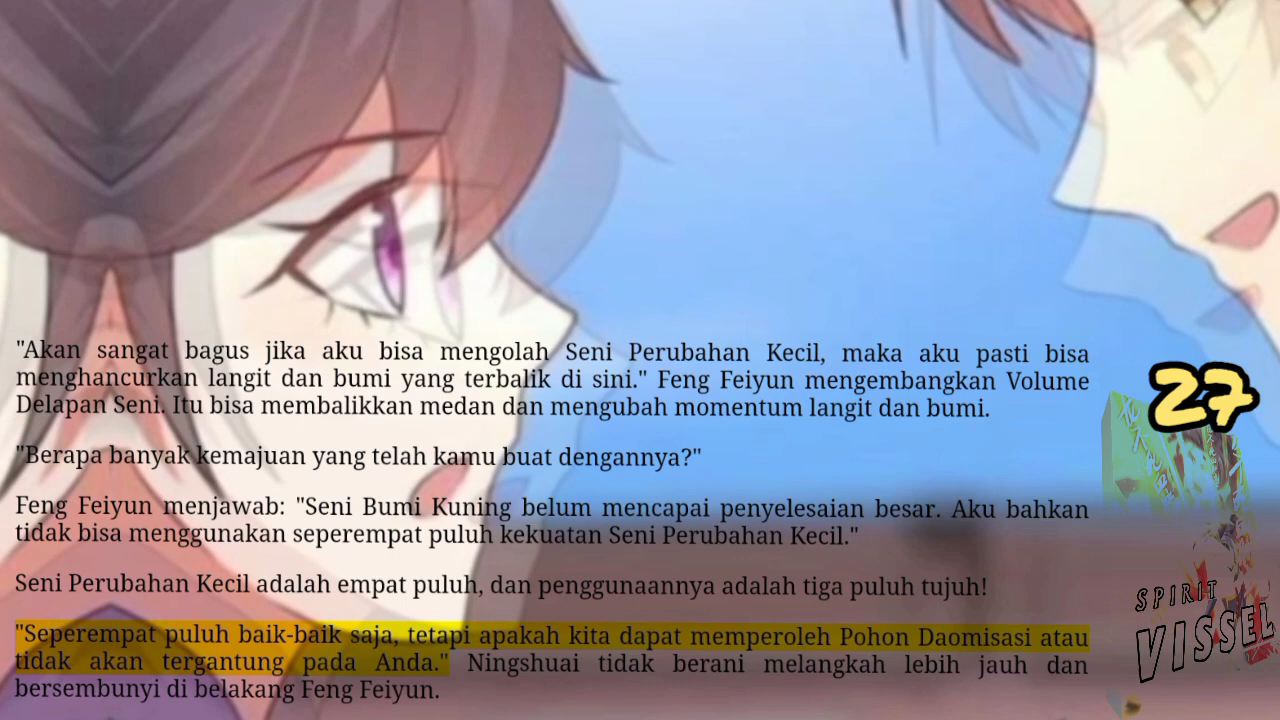 "Akan sangat bagus jika aku bisa mengolah Seni Perubahan Kecil, maka aku pasti bisa
menghancurkan langit dan bumi yang terbalik di sini." Feng Feiyun mengembangkan Volume
Delapan Seni. Itu bisa membalikkan medan dan mengubah momentum langit dan bumi.
"Berapa banyak kemajuan yang telah kamu buat dengannya?"
Feng Feiyun menjawab: "Seni Bumi Kuning belum mencapai penyelesaian besar. Aku bahkan
tidak bisa menggunakan seperempat puluh kekuatan Seni Perubahan Kecil."
Seni Perubahan Kecil adalah empat puluh, dan penggunaannya adalah tiga puluh tujuh!
"Seperempat puluh baik-baik saja, tetapi apakah kita dapat memperoleh Pohon Daomisasi atau
tidak akan tergantung pada Anda." Ningshuai tidak berani melangkah lebih jauh dan
bersembunyi di belakang Feng Feiyun.
27
SPIRIT
VISSEL